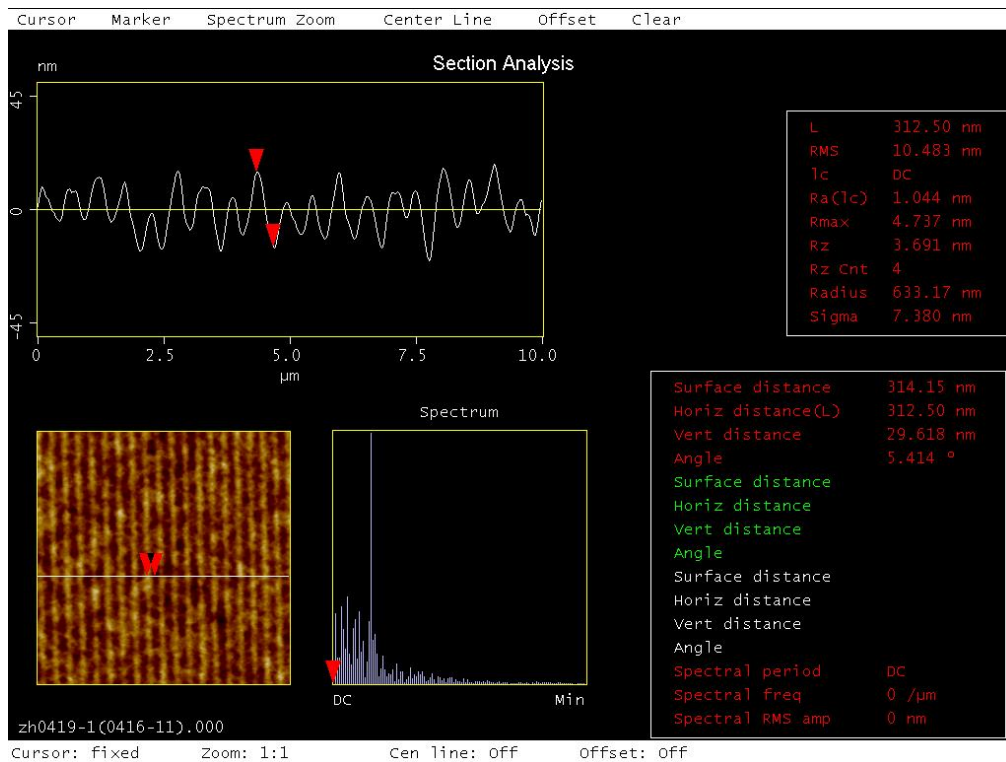 Cursor Marker Spectrum Zoom Center Line Offset Clear
Section Analysis
nm
45
0
-45
0 2.5 5.0 7.5 10.0
µm
L 312.50 nm
RMS 10.483 nm
lc DC
Ra(lc) 1.044 nm
Rmax 4.737 nm
Rz 3.691 nm
Rz Cnt 4
Radius 633.17 nm
Sigma 7.380 nm
Surface distance 314.15 nm
Horiz distance(L) 312.50 nm
Vert distance 29.618 nm
Angle 5.414 °
Surface distance
Horiz distance
Vert distance
Angle
Surface distance
Horiz distance
Vert distance
Angle
Spectral period DC
Spectral freq 0 /µm
Spectral RMS amp 0 nm
Spectrum
DC Min
zh0419-1(0416-11).000
Cursor: fixed Zoom: 1:1 Cen line: Off Offset: Off